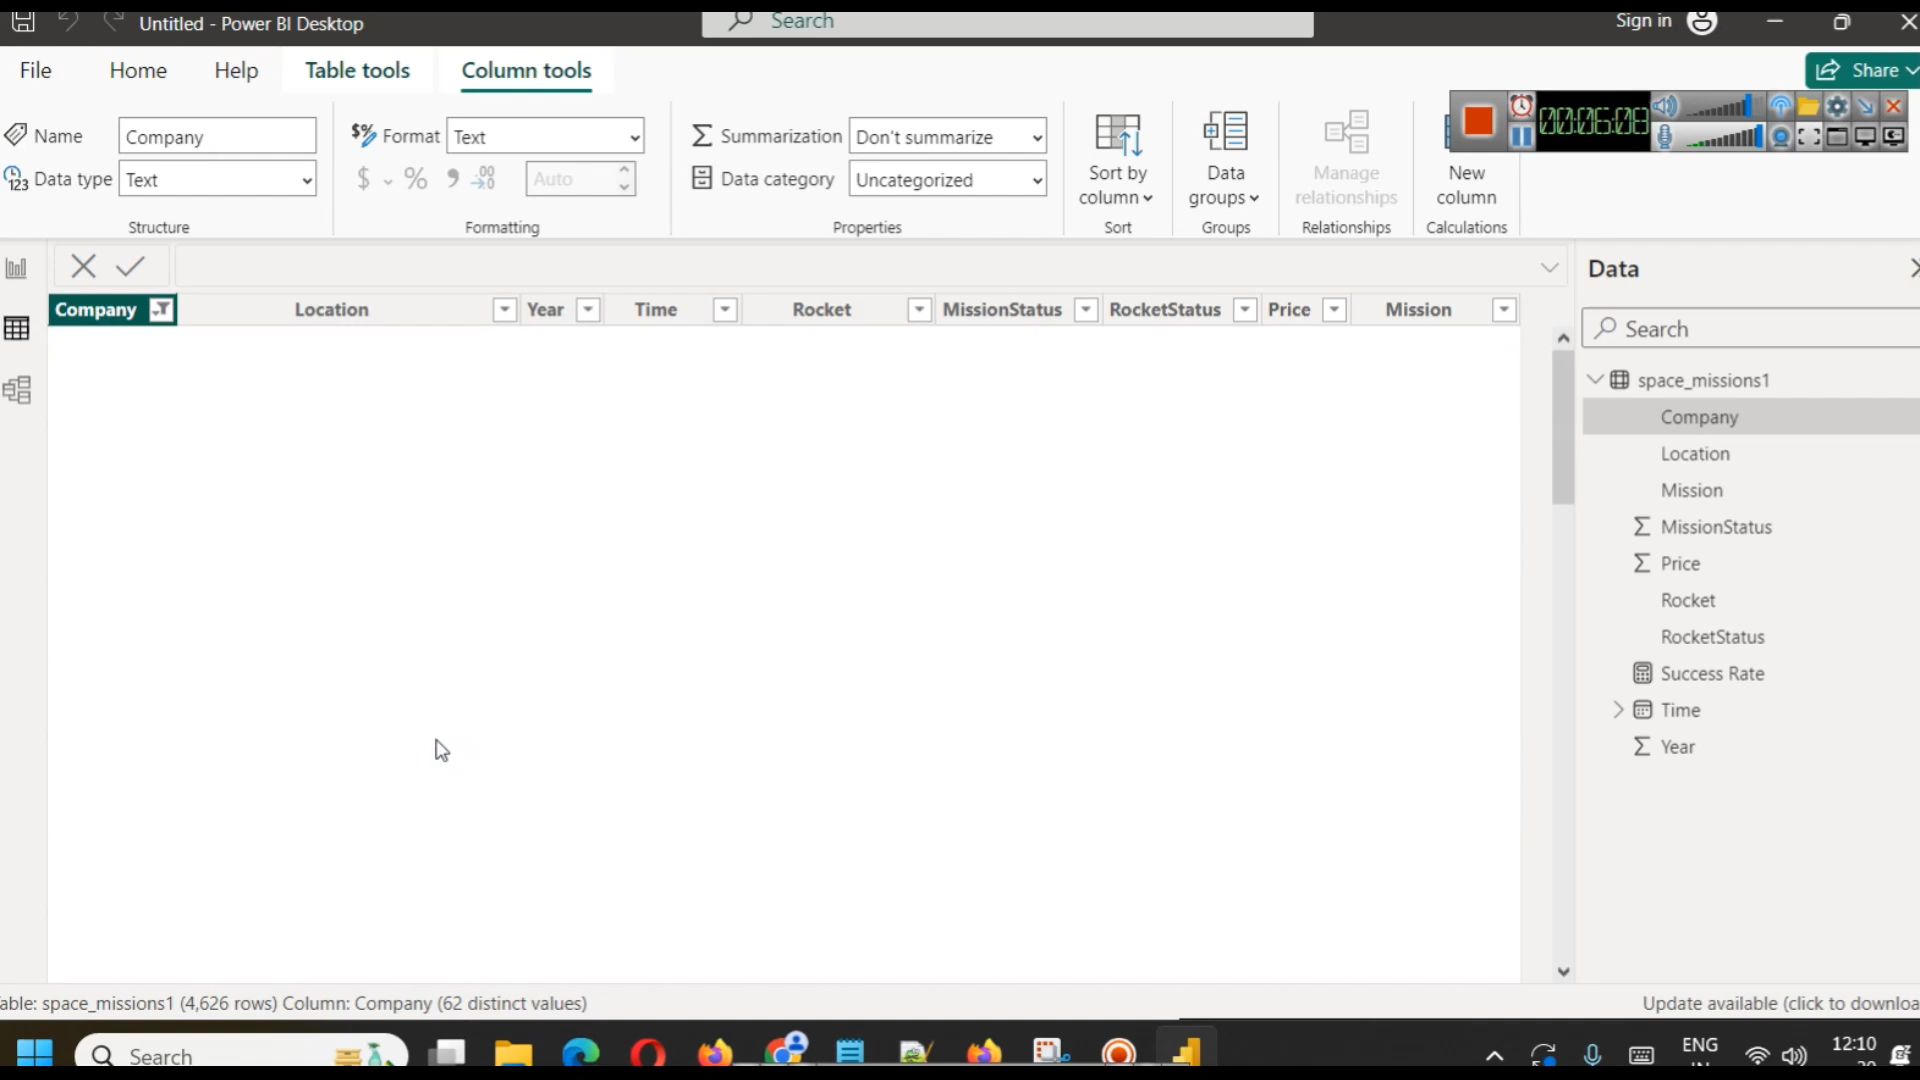 Untitled - Power BI Desktop
Search
Sign in
File
Home
Help
Table tools
Column tools
Share
Name
Company
Format
Text
Summarization
Don't summarize
Data type
Text
Auto
Data category
Uncategorized
Sort by
column
Data
groups
Manage
relationships
New
column
Structure
Formatting
Properties
Sort
Groups
Relationships
Calculations
00:06:08
Data
Company
Location
Year
Time
Rocket
MissionStatus
RocketStatus
Price
Mission
Search
space_missions1
Company
Location
Mission
MissionStatus
Price
Rocket
RocketStatus
Success Rate
Time
Year
able: space_missions1 (4,626 rows) Column: Company (62 distinct values)
Update available (click to downloa
Search
ENG
12:10